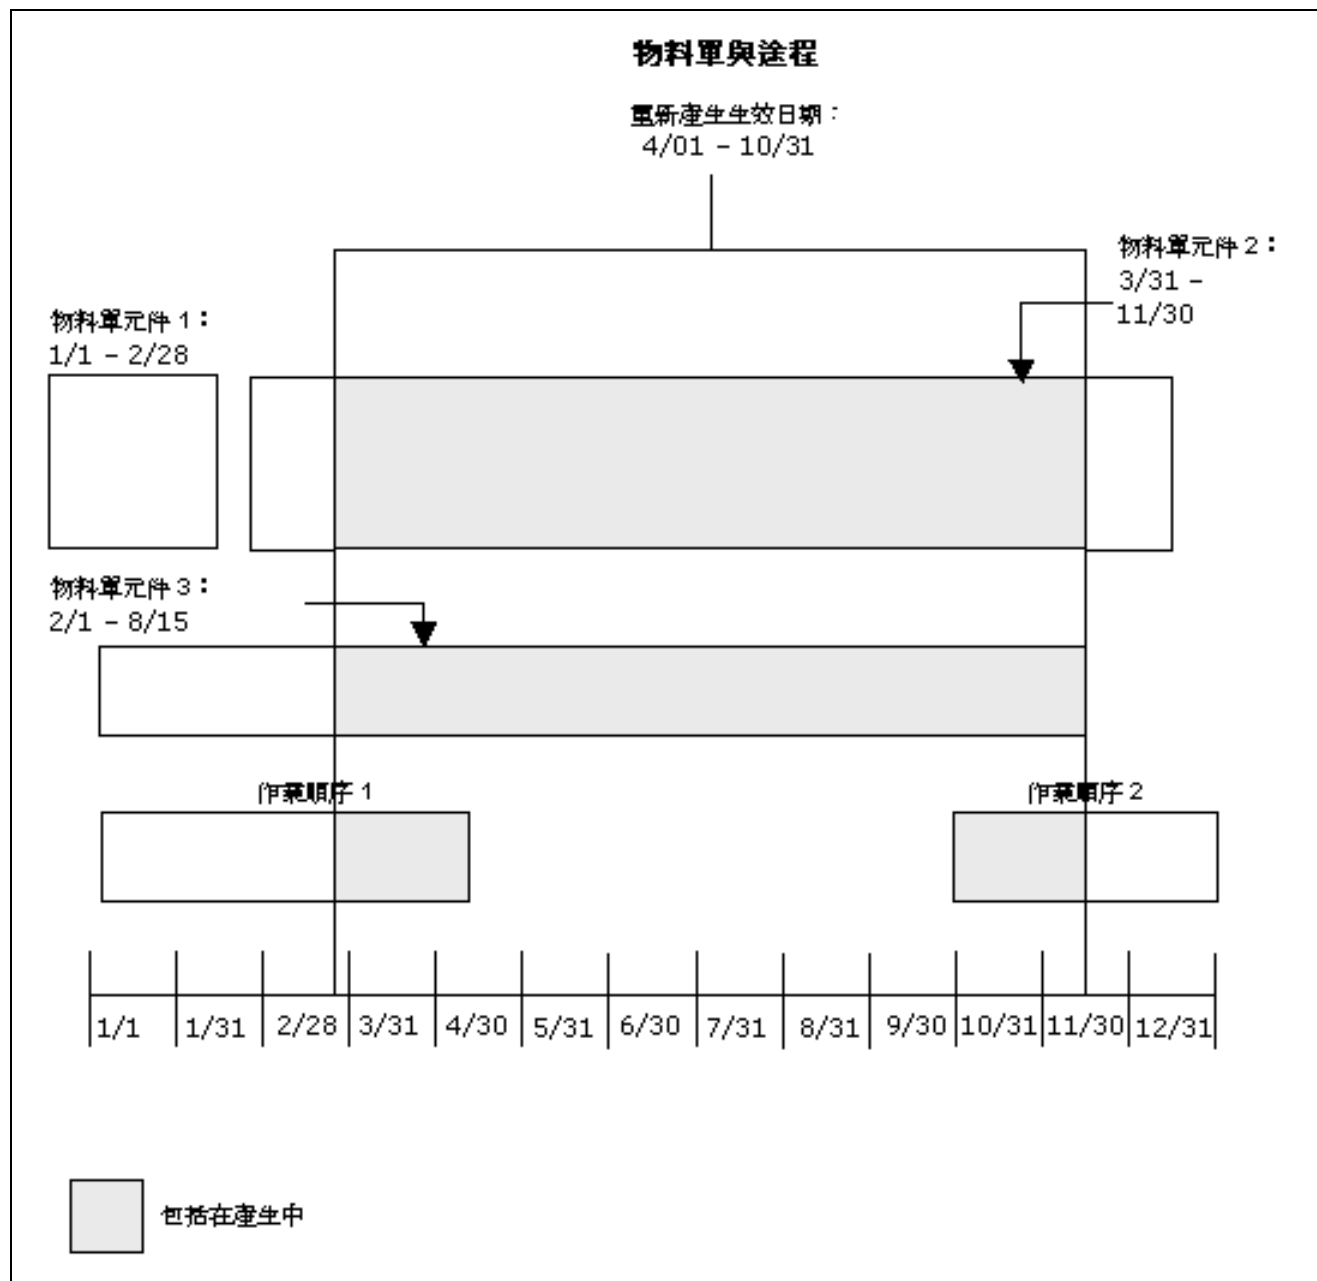 物料單與途程
重新產生生效日期：
4/01 – 10/31
物料單元件 2：
3/31 –
11/30
物料單元件 1：
1/1 – 2/28
物料單元件 3：
2/1 – 8/15
作業順序 1
作業順序 2
1/1 1/31 2/28 3/31 4/30 5/31 6/30 7/31 8/31 9/30 10/31 11/30 12/31
包括在產生中